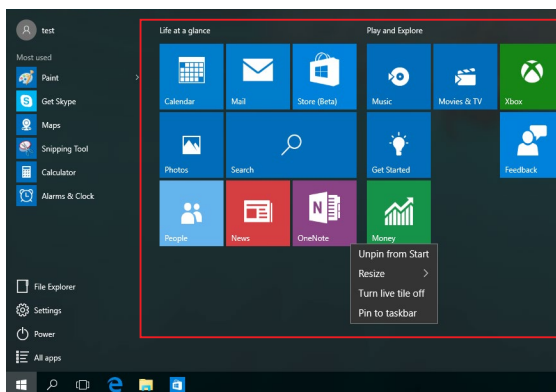 test
Most used
Paint
Get Skype
Maps
Snipping Tool
Calculator
Alarms & Clock
File Explorer
Settings
Power
All apps
Life at a glance
Calendar
Mail
Store (Beta)
Photos
Search
People
News
OneNote
Play and Explore
Music
Movies & TV
Xbox
Get Started
Feedback
Money
Unpin from Start
Resize
Turn live tile off
Pin to taskbar